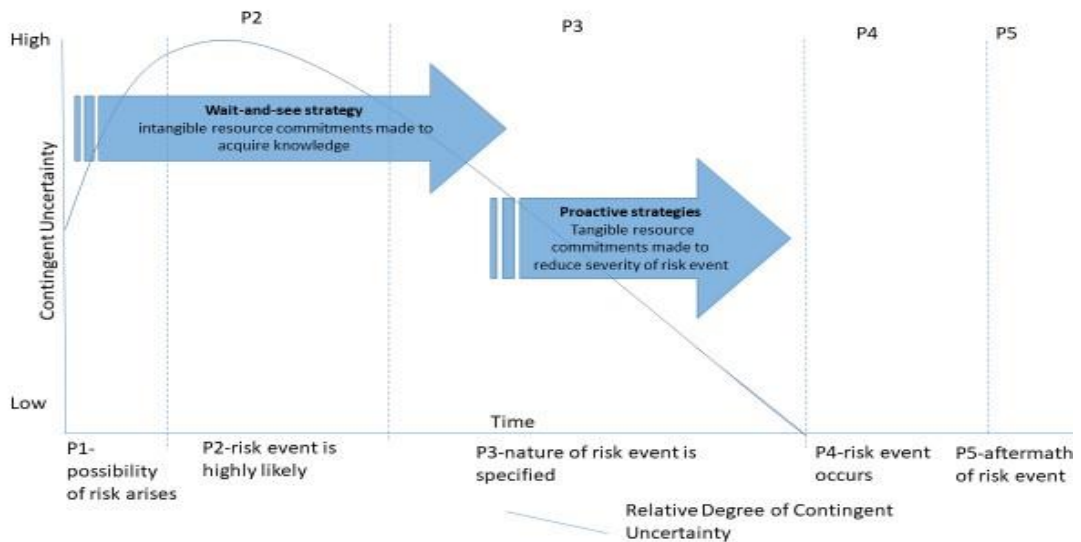 P2
P3
P4
P5
High
Wait-and-see strategy
intangible resource commitments made to
acquire knowledge
Contingent Uncertainty
Proactive strategies
Tangible resource
commitments made to
reduce severity of risk event
Low
Time
P1-
possibility
of risk arises
P2-risk event is
highly likely
P3-nature of risk event is
specified
P4-risk event
occurs
P5-aftermath
of risk event
Relative Degree of Contingent
Uncertainty